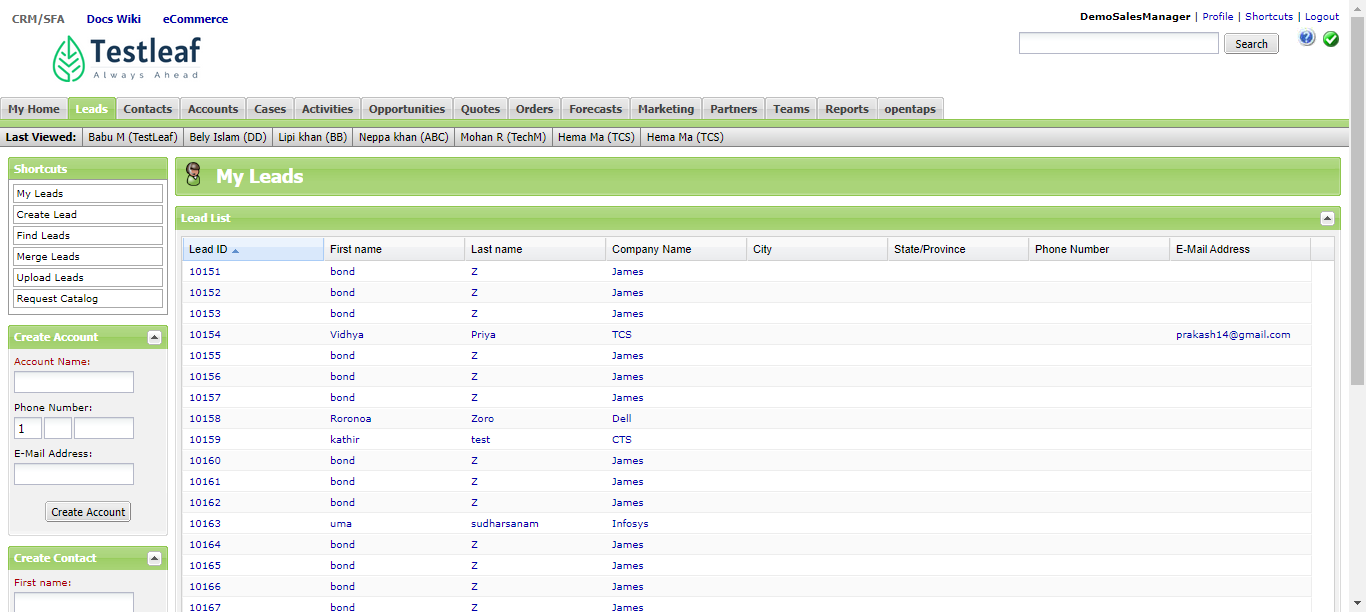 CRM/SFA Docs Wiki eCommerce
DemoSalesManager | Profile | Shortcuts | Logout
Testleaf
Always Ahead
Search
My Home Leads Contacts Accounts Cases Activities Opportunities Quotes Orders Forecasts Marketing Partners Teams Reports opentaps
Last Viewed: Babu M (TestLeaf) Bely Islam (DD) Lipi khan (BB) Neppa khan (ABC) Mohan R (TechM) Hema Ma (TCS) Hema Ma (TCS)
Shortcuts
My Leads
Create Lead
Find Leads
Merge Leads
Upload Leads
Request Catalog
Create Account
Account Name:
Phone Number:
1
E-Mail Address:
Create Account
Create Contact
First name:
My Leads
Lead List
Lead ID First name Last name Company Name City State/Province Phone Number E-Mail Address
10151 bond Z James
10152 bond Z James
10153 bond Z James
10154 Vidhya Priya TCS prakash14@gmail.com
10155 bond Z James
10156 bond Z James
10157 bond Z James
10158 Roronoa Zoro Dell
10159 kathir test CTS
10160 bond Z James
10161 bond Z James
10162 bond Z James
10163 uma sudharsanam Infosys
10164 bond Z James
10165 bond Z James
10166 bond Z James
10167 bond Z James